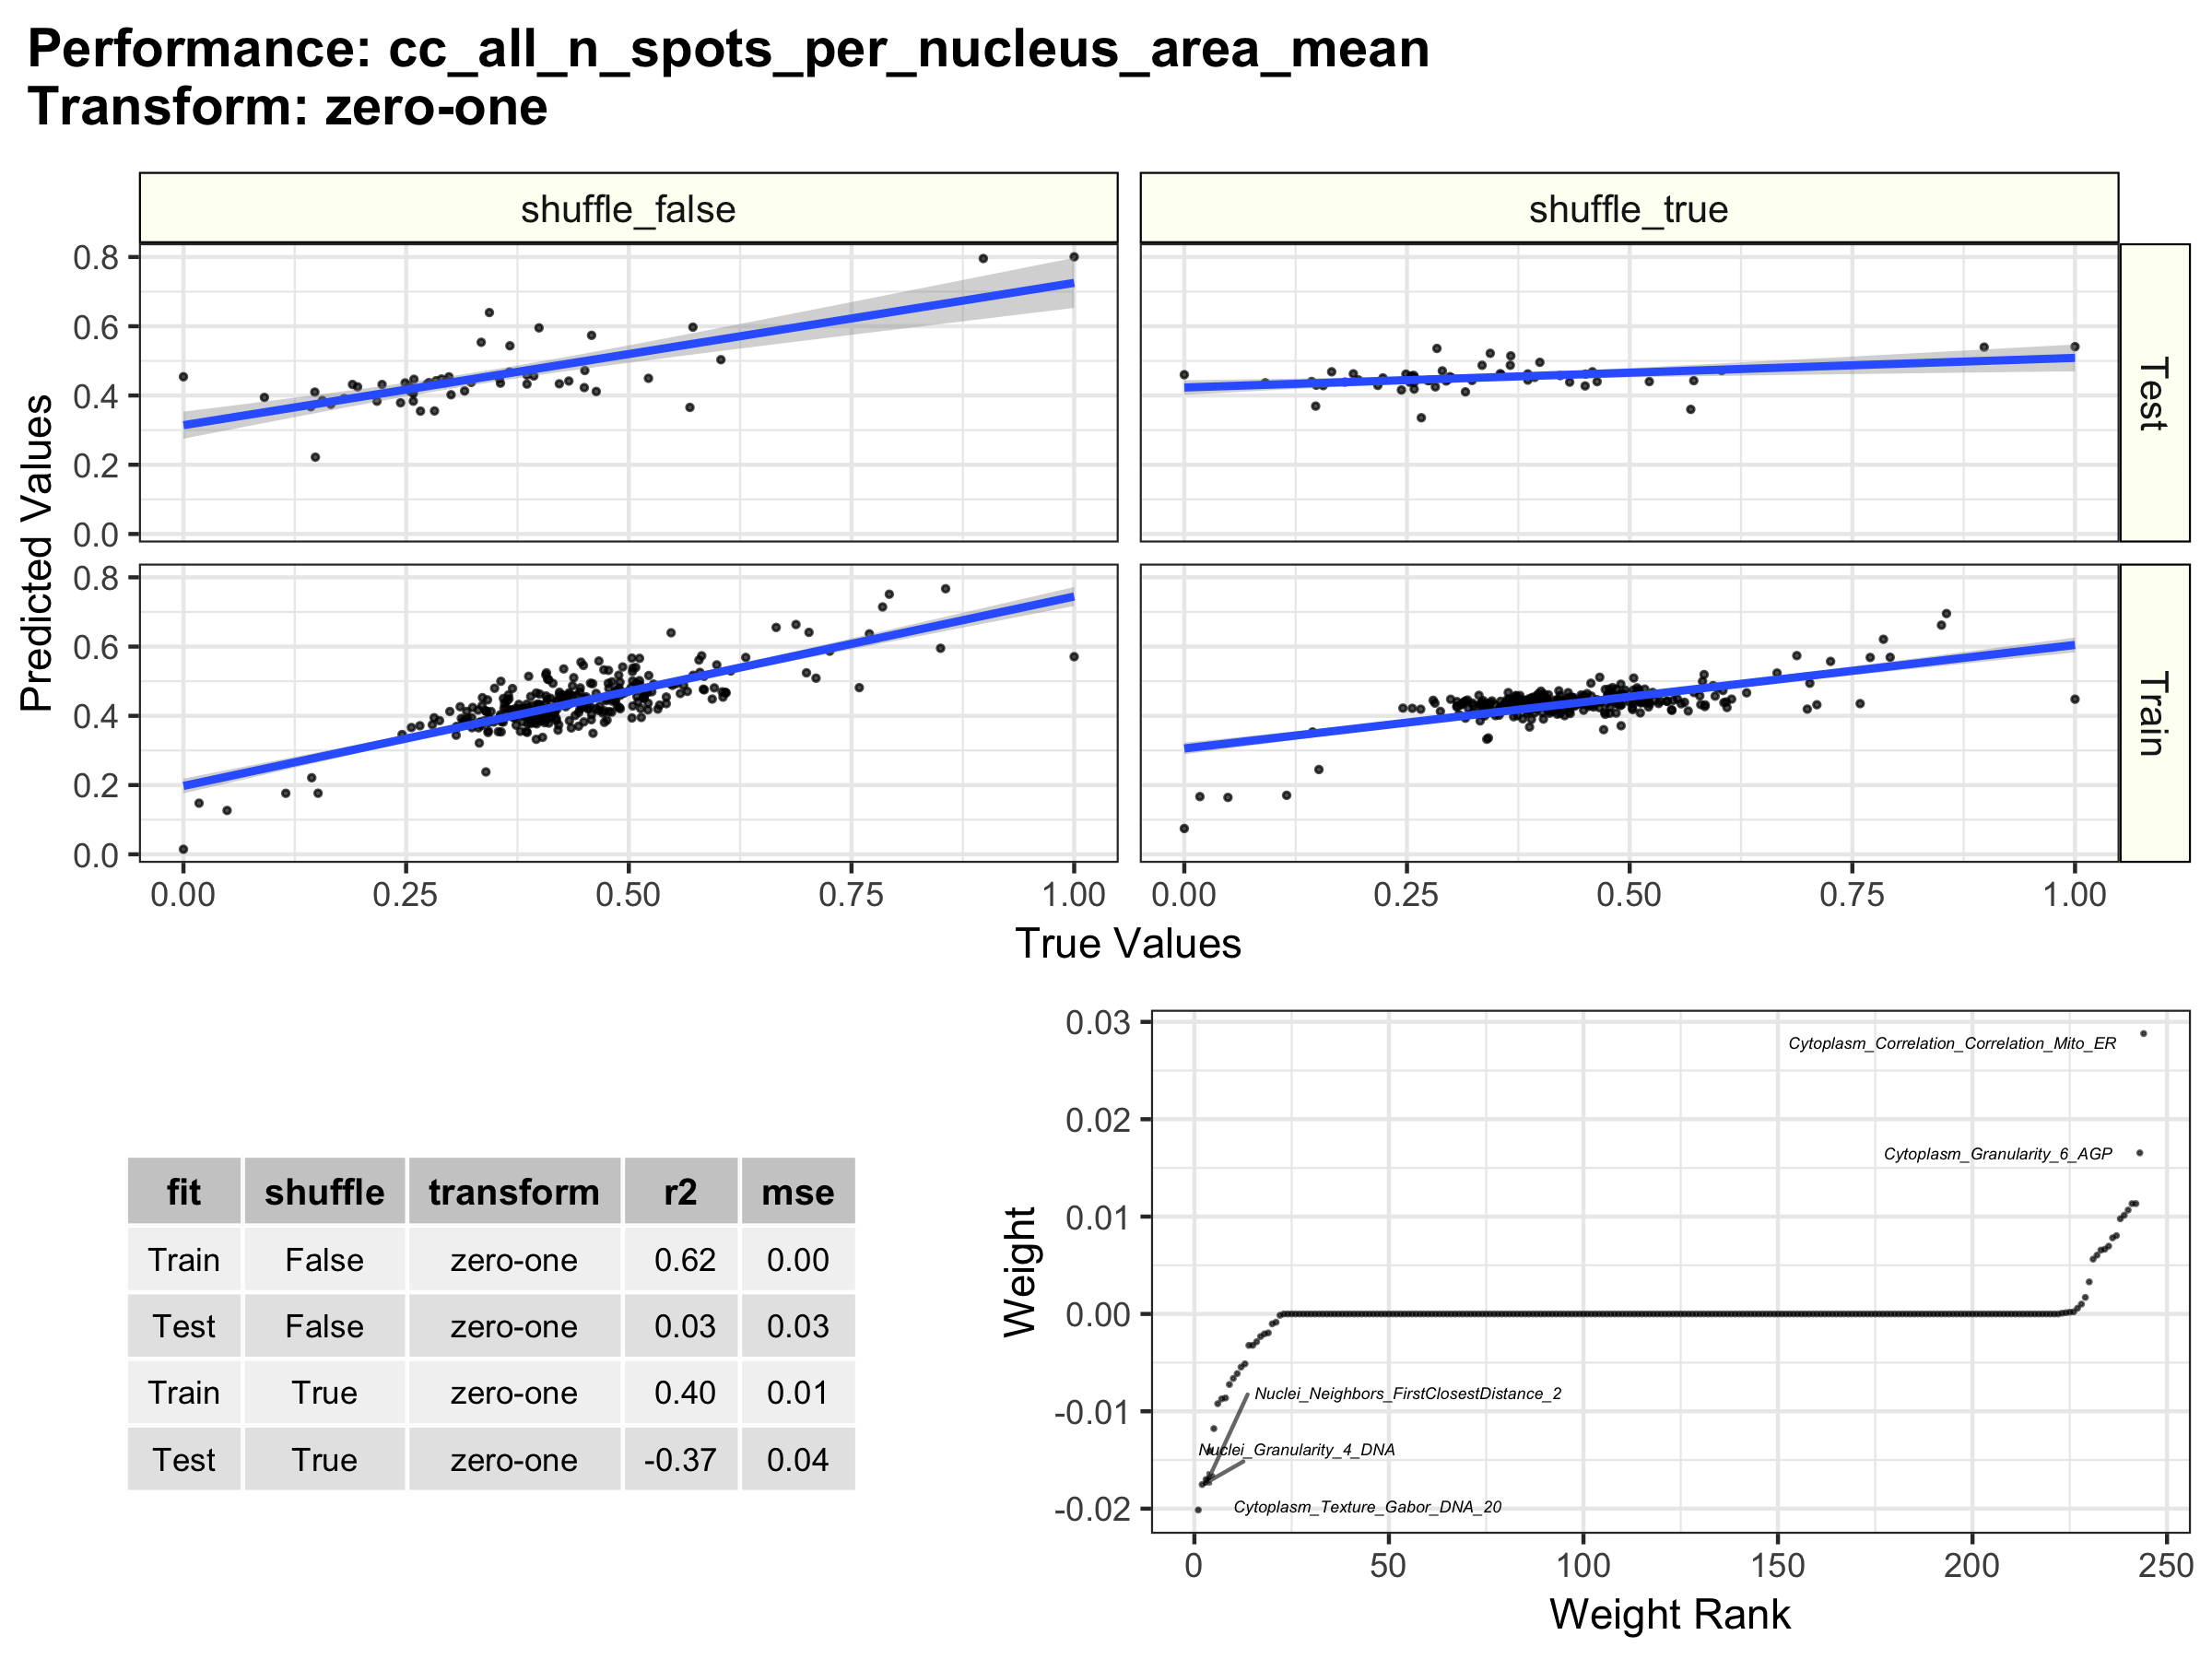 Performance: cc_all_n_spots_per_nucleus_area_mean
Transform: zero-one
shuffle_false
shuffle_true
Predicted Values
0.8
0.6
0.4
0.2
0.0
Test
0.8
0.6
0.4
0.2
0.0
Train
0.00 0.25 0.50 0.75 1.00
0.00 0.25 0.50 0.75 1.00
True Values
fit shuffle transform r2 mse
Train False zero-one 0.62 0.00
Test False zero-one 0.03 0.03
Train True zero-one 0.40 0.01
Test True zero-one -0.37 0.04
Weight
0.03
0.02
0.01
0.00
-0.01
-0.02
Cytoplasm_Correlation_Correlation_Mito_ER
Cytoplasm_Granularity_6_AGP
Nuclei_Neighbors_FirstClosestDistance_2
Nuclei_Granularity_4_DNA
Cytoplasm_Texture_Gabor_DNA_20
0 50 100 150 200 250
Weight Rank